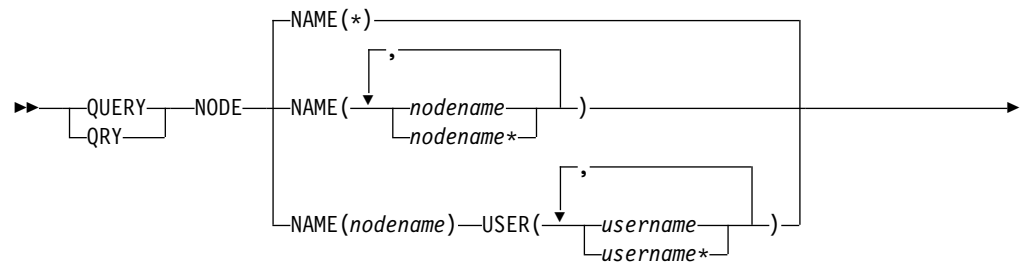 NAME(*)
,
QUERY NODE NAME( nodename )
QRY nodename*
,
NAME(nodename) USER( username )
username*